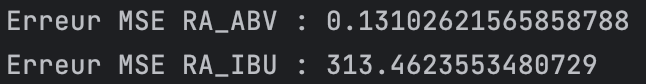 Erreur MSE RA_ABV : 0.13102621565858788
Erreur MSE RA_IBU : 313.4623553480729